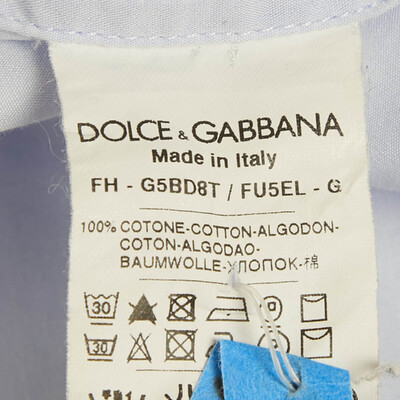 DOLCE & GABBANA
Made in Italy
FH - G5BD8T / FU5EL - G
100% COTONE-COTTON-ALGODON-
COTON-ALGODAO-
BAUMWOLLE-ХЛОПОК-棉
30
30